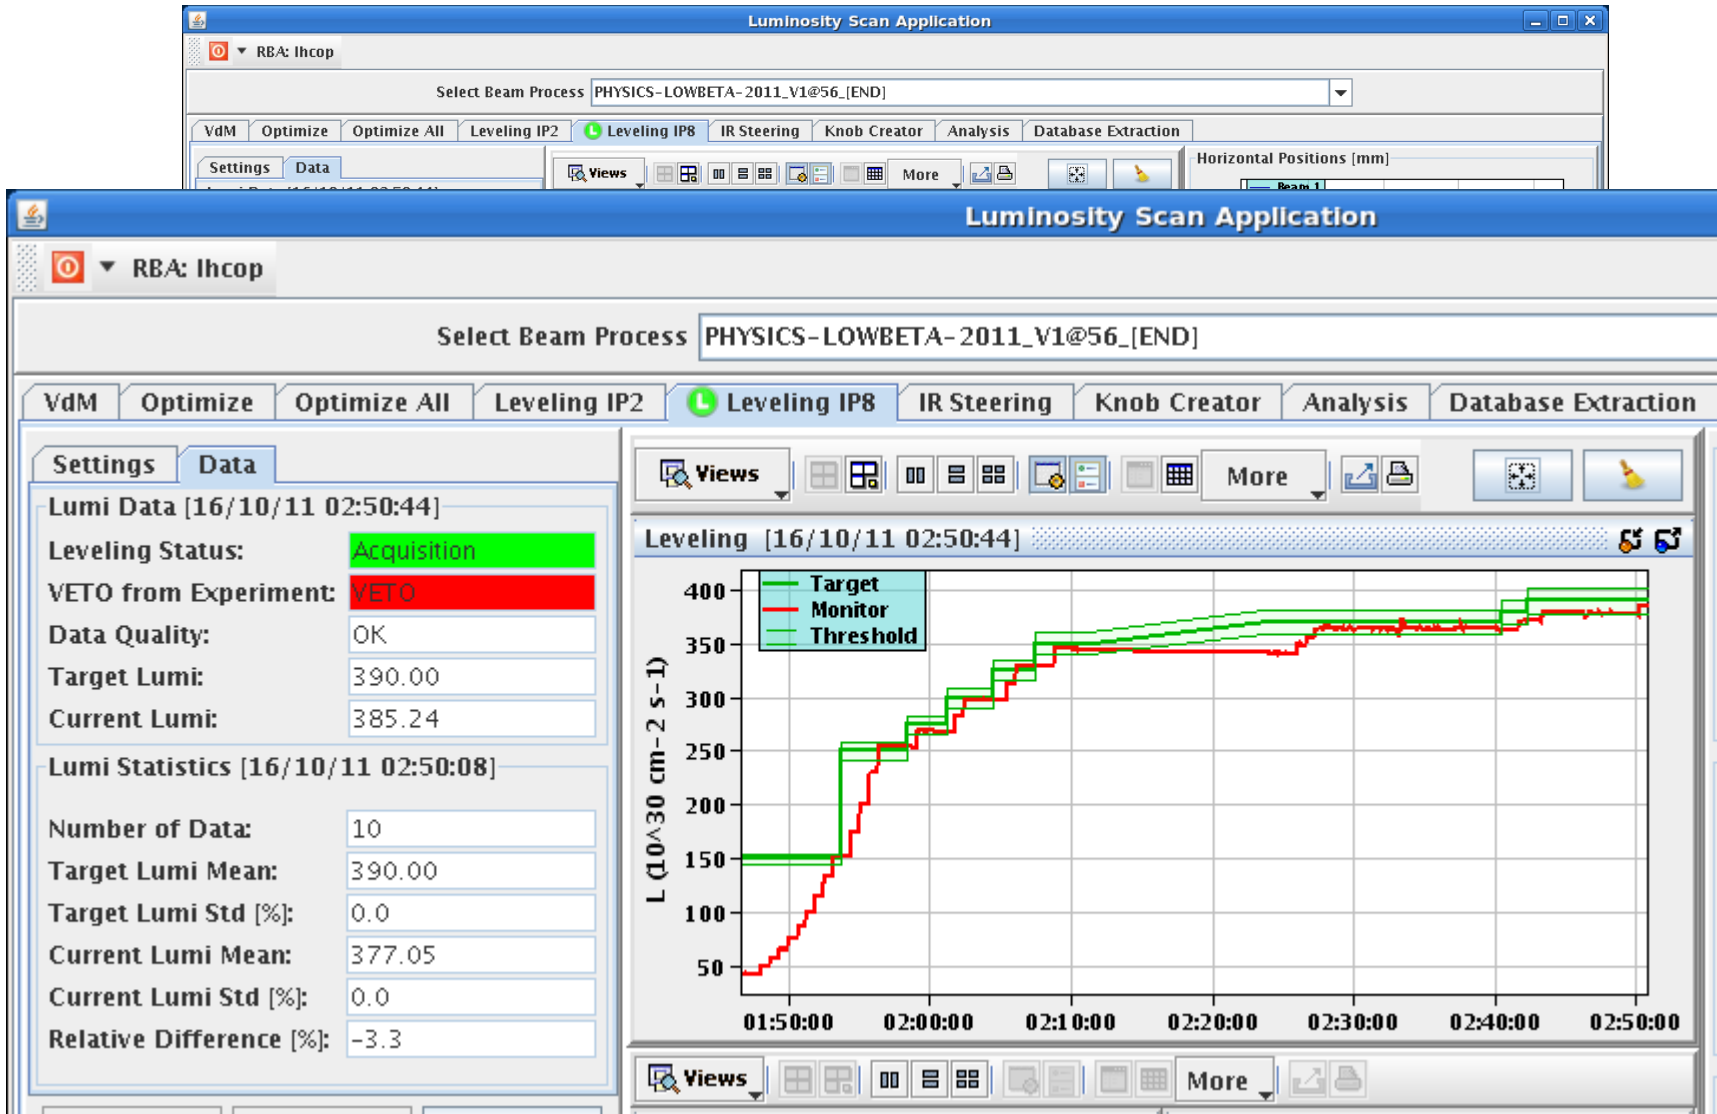 Luminosity Scan Application
RBA: lhcop
Select Beam Process PHYSICS-LOWBETA-2011_V1@56_[END]
VdM Optimize Optimize All Leveling IP2 L Leveling IP8 IR Steering Knob Creator Analysis Database Extraction
Settings Data Views More Horizontal Positions [mm]
Beam 1
Luminosity Scan Application
RBA: lhcop
Select Beam Process PHYSICS-LOWBETA-2011_V1@56_[END]
VdM Optimize Optimize All Leveling IP2 L Leveling IP8 IR Steering Knob Creator Analysis Database Extraction
Settings Data
Lumi Data [16/10/11 02:50:44]
Leveling Status: Acquisition
VETO from Experiment: VETO
Data Quality: OK
Target Lumi: 390.00
Current Lumi: 385.24
Lumi Statistics [16/10/11 02:50:08]
Number of Data: 10
Target Lumi Mean: 390.00
Target Lumi Std [%]: 0.0
Current Lumi Mean: 377.05
Current Lumi Std [%]: 0.0
Relative Difference [%]: -3.3
Views More
Leveling [16/10/11 02:50:44]
Target
Monitor
Threshold
L (10^30 cm-2 s-1)
400
350
300
250
200
150
100
50
01:50:00 02:00:00 02:10:00 02:20:00 02:30:00 02:40:00 02:50:00
Views More